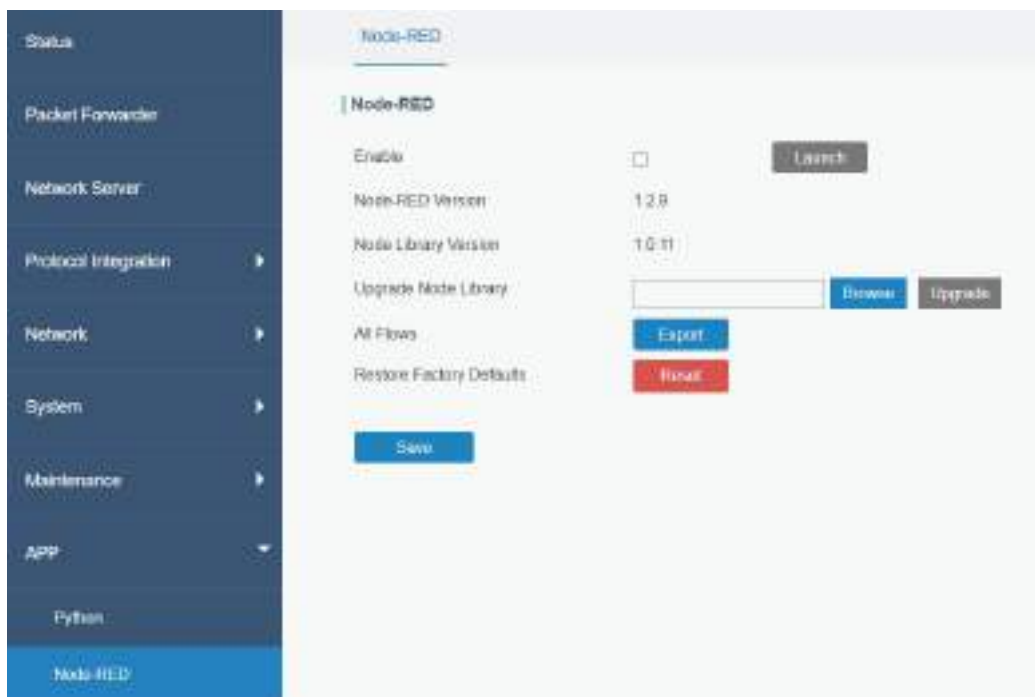 Status
Packet Forwarder
Network Server
Protocol Integration
Network
System
Maintenance
APP
Python
Node-RED
Node-RED
Node-RED
Enable
Launch
Node-RED Version
1.2.9
Node Library Version
1.0.11
Upgrade Node Library
Browse
Upgrade
All Flows
Export
Restore Factory Defaults
Reset
Save